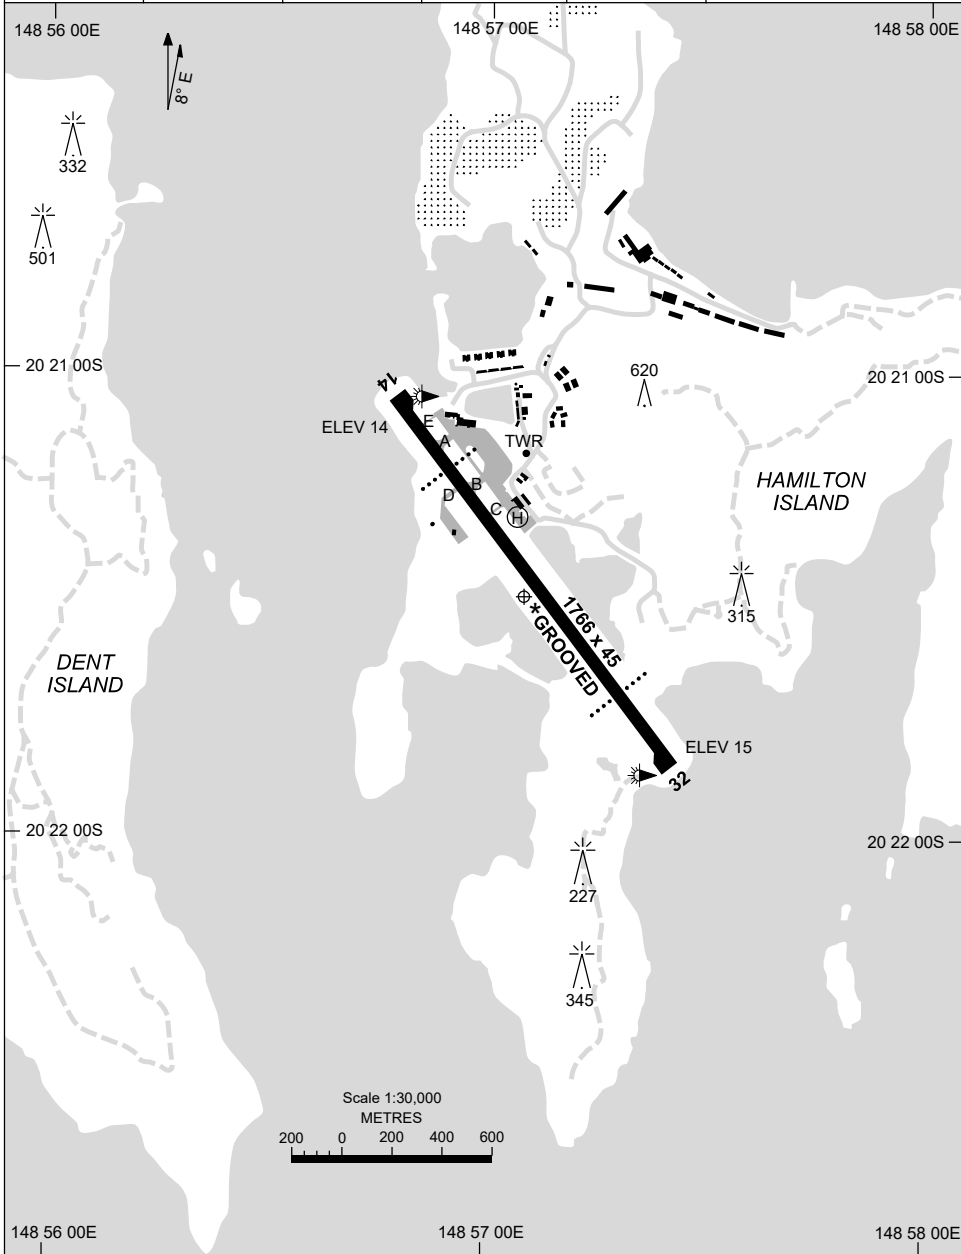 148 56 00E
148 57 00E
148 58 00E
8° E
332
501
20 21 00S
20 21 00S
620
14
ELEV 14
E
A
TWR
B
D
C
H
HAMILTON
ISLAND
1766 x 45
*GROOVED
315
DENT
ISLAND
ELEV 15
32
20 22 00S
20 22 00S
227
345
Scale 1:30,000
METRES
200 0 200 400 600
148 56 00E
148 57 00E
148 58 00E